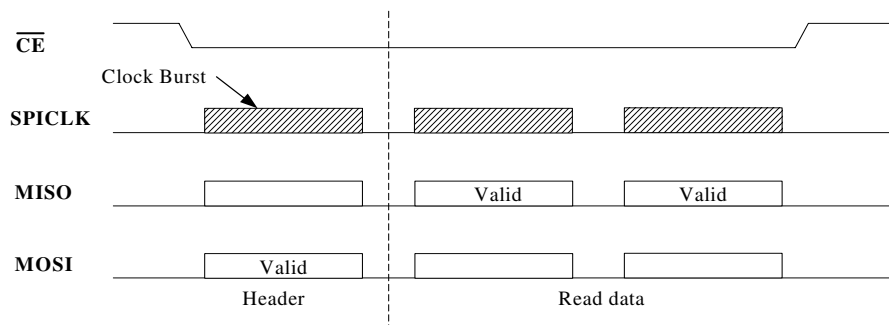 CE
Clock Burst
SPICLK
MISO
Valid
Valid
MOSI
Valid
Header
Read data